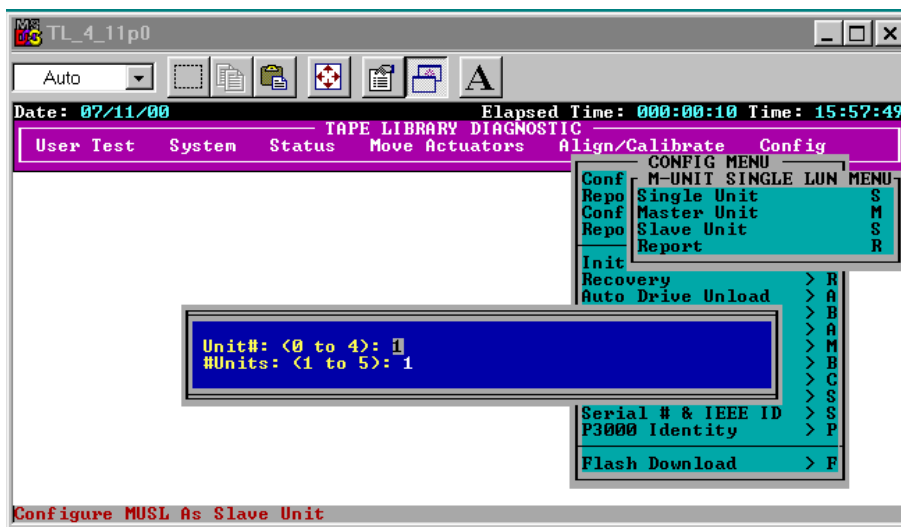 TL_4_11p0
Auto
A
Date: 07/11/00 Elapsed Time: 000:00:10 Time: 15:57:49
TAPE LIBRARY DIAGNOSTIC
User Test System Status Move Actuators Align/Calibrate Config
CONFIG MENU
Conf M-UNIT SINGLE LUN MENU
Repo Single Unit S
Conf Master Unit M
Repo Slave Unit S
Report R
Init
Recovery > R
Auto Drive Unload > A
> B
> A
Unit#: (0 to 4): 1 > M
#Units: (1 to 5): 1 > B
> C
> S
Serial # & IEEE ID > S
P3000 Identity > P
Flash Download > F
Configure MUSL As Slave Unit